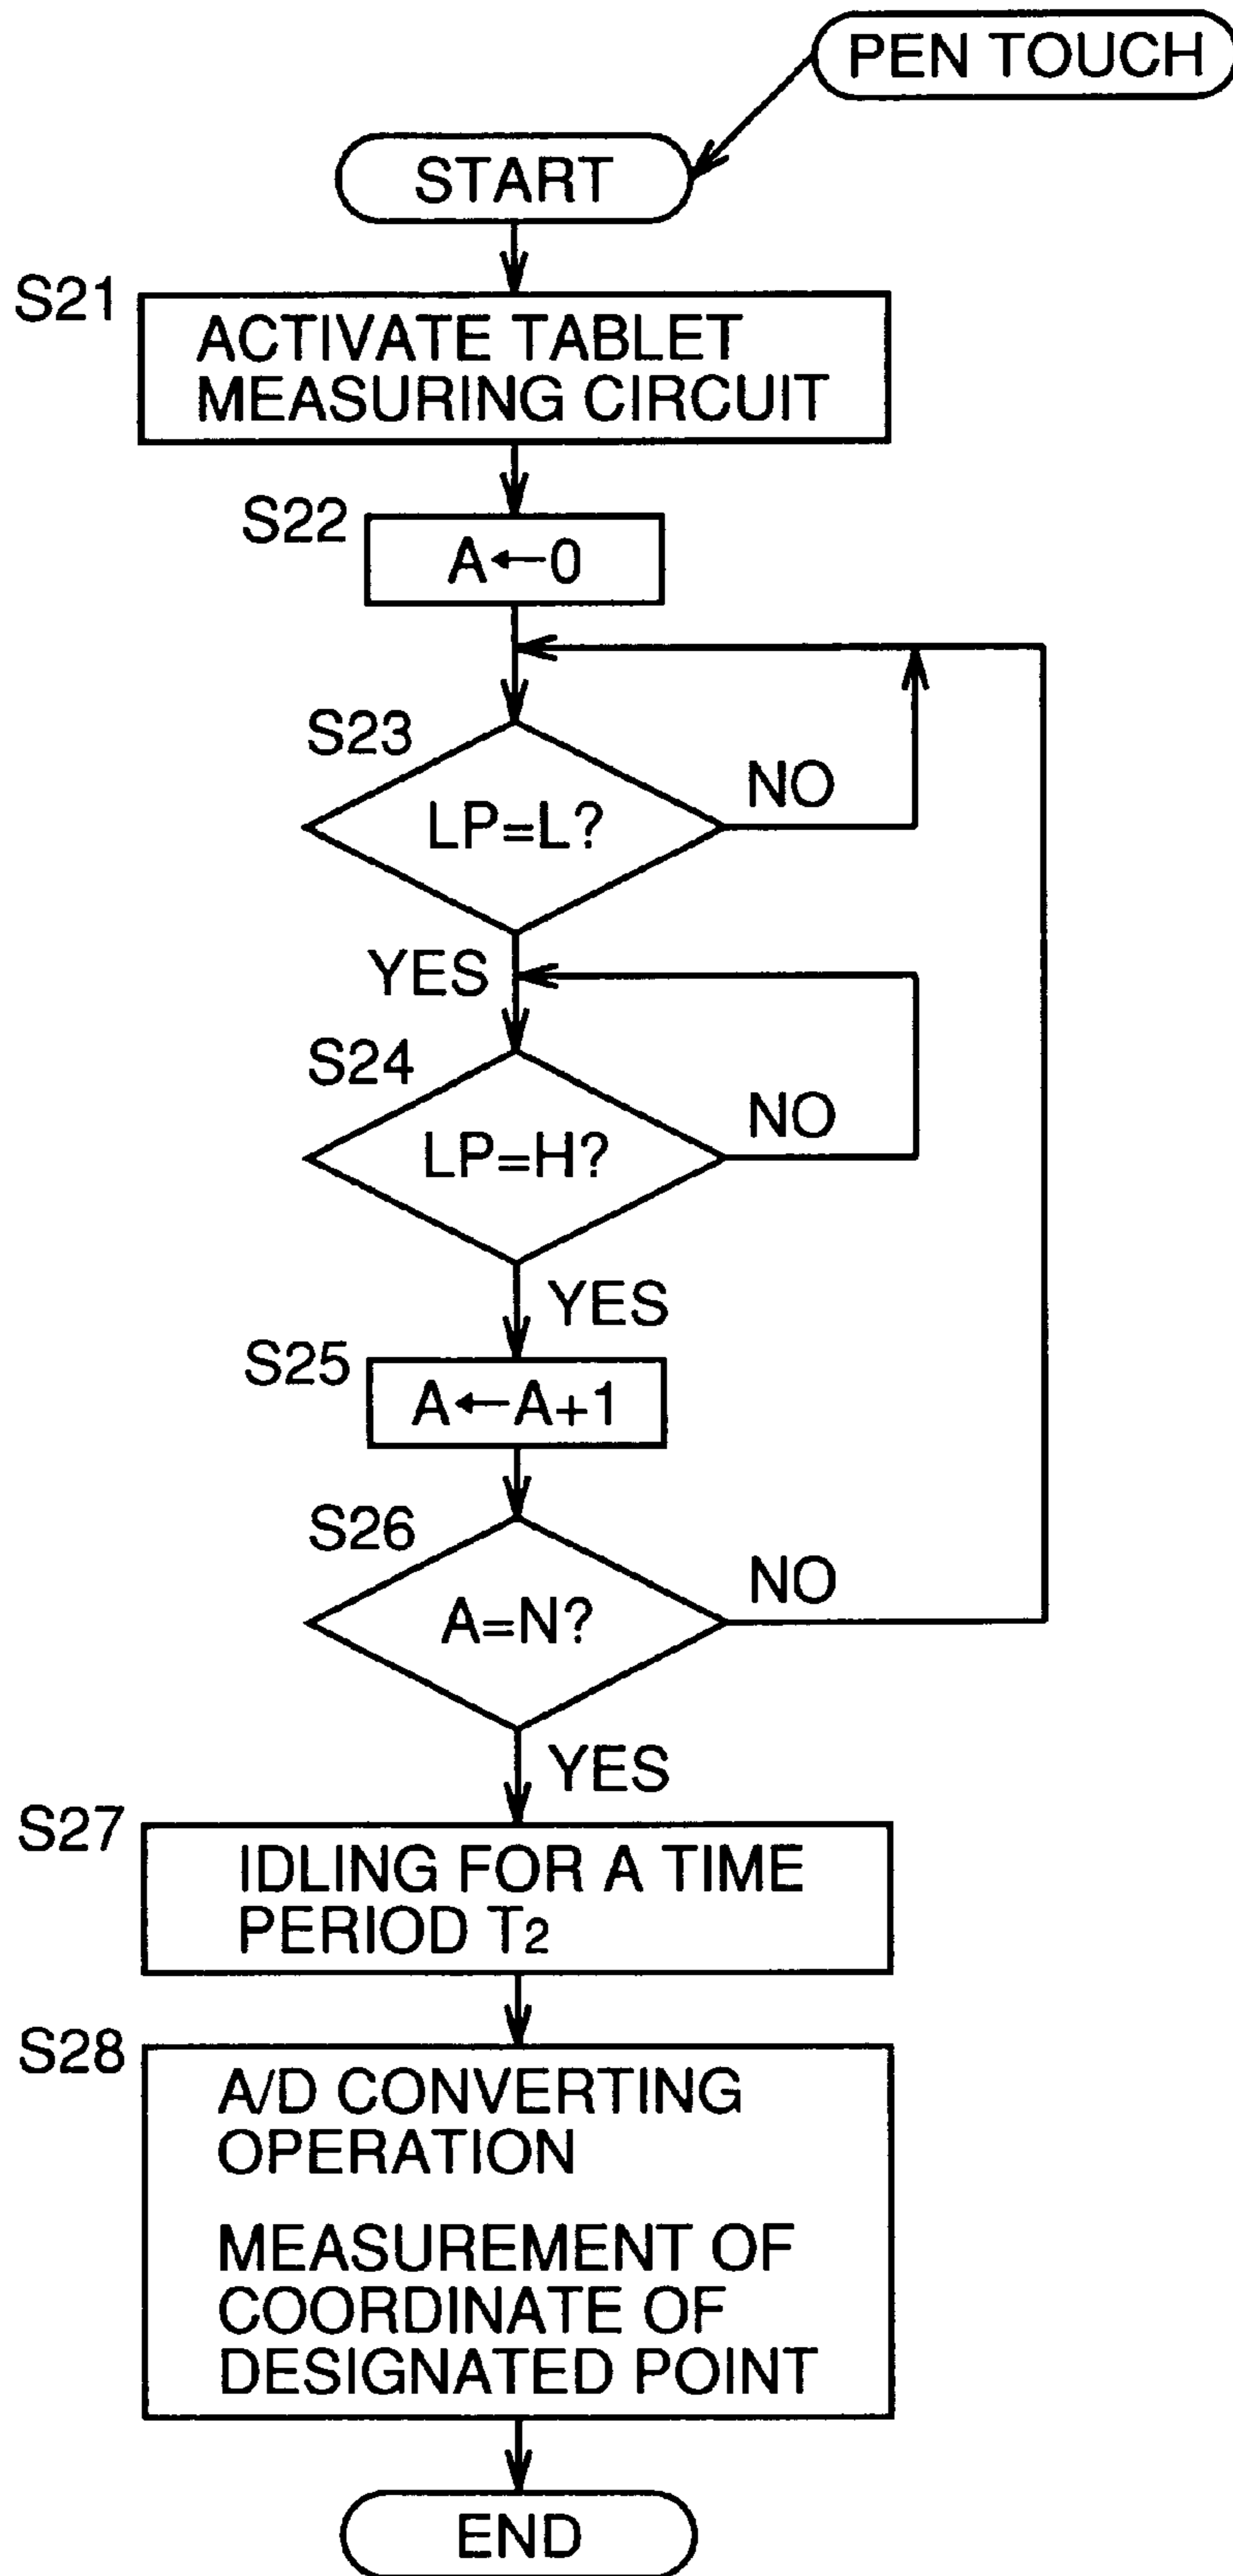 PEN TOUCH
START
S21
ACTIVATE TABLET
MEASURING CIRCUIT
S22
A←0
S23
LP=L?
NO
YES
S24
LP=H?
NO
YES
S25
A←A+1
S26
A=N?
NO
YES
S27
IDLING FOR A TIME
PERIOD T2
S28
A/D CONVERTING
OPERATION
MEASUREMENT OF
COORDINATE OF
DESIGNATED POINT
END